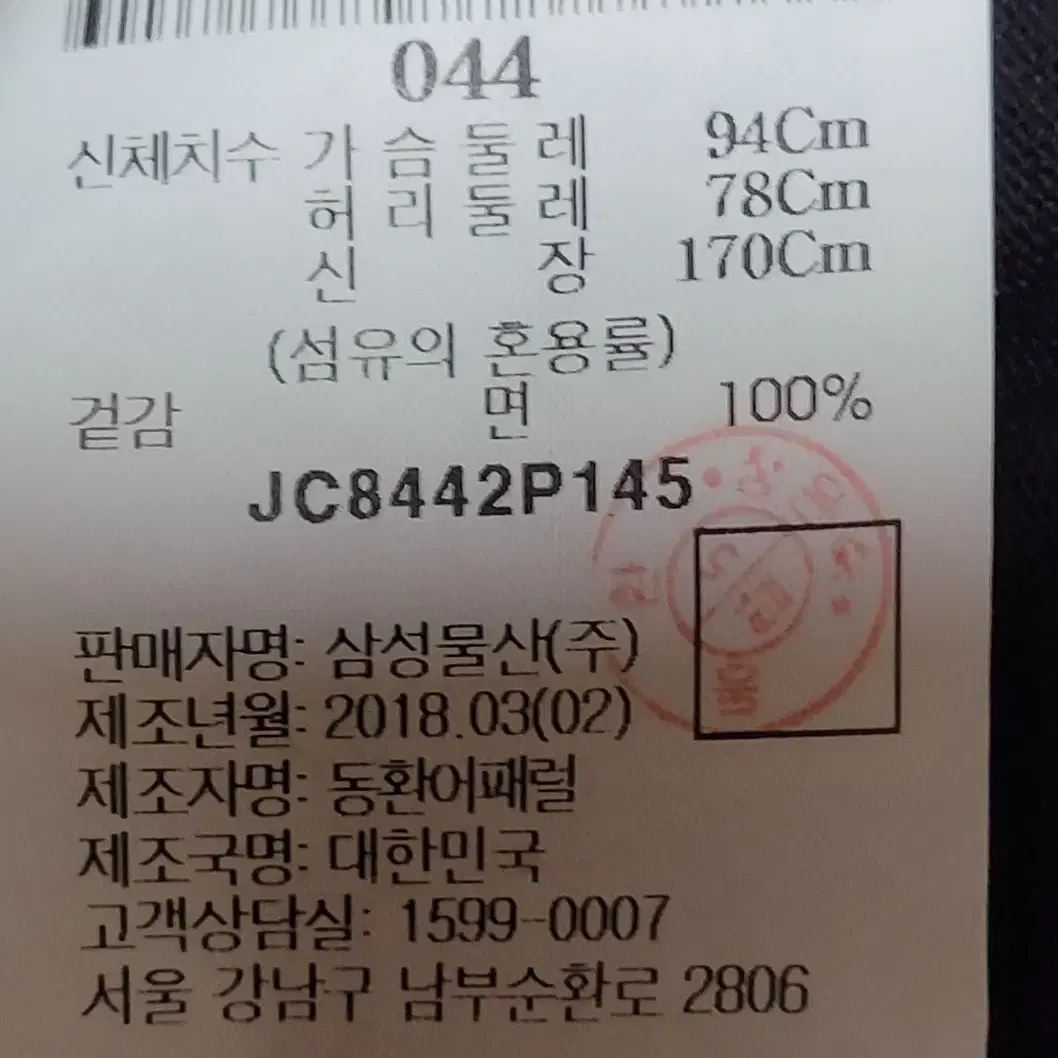 044
신체치수 가슴둘레 94Cm
허리둘레 78Cm
신장 170Cm
(섬유의 혼용률)
겉감 면 100%
JC8442P145
판매자명: 삼성물산(주)
제조년월: 2018.03(02)
제조자명: 동환어패럴
제조국명: 대한민국
고객상담실: 1599-0007
서울 강남구 남부순환로 2806